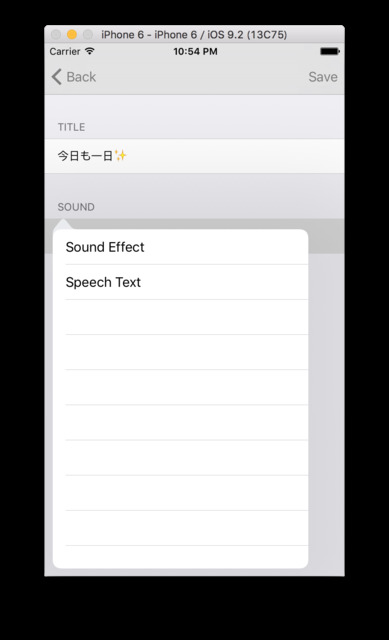 iPhone 6 - iPhone 6 / iOS 9.2 (13C75)
Carrier 10:54 PM
Back Save
TITLE
今日も一日✨
SOUND
Sound Effect
Speech Text